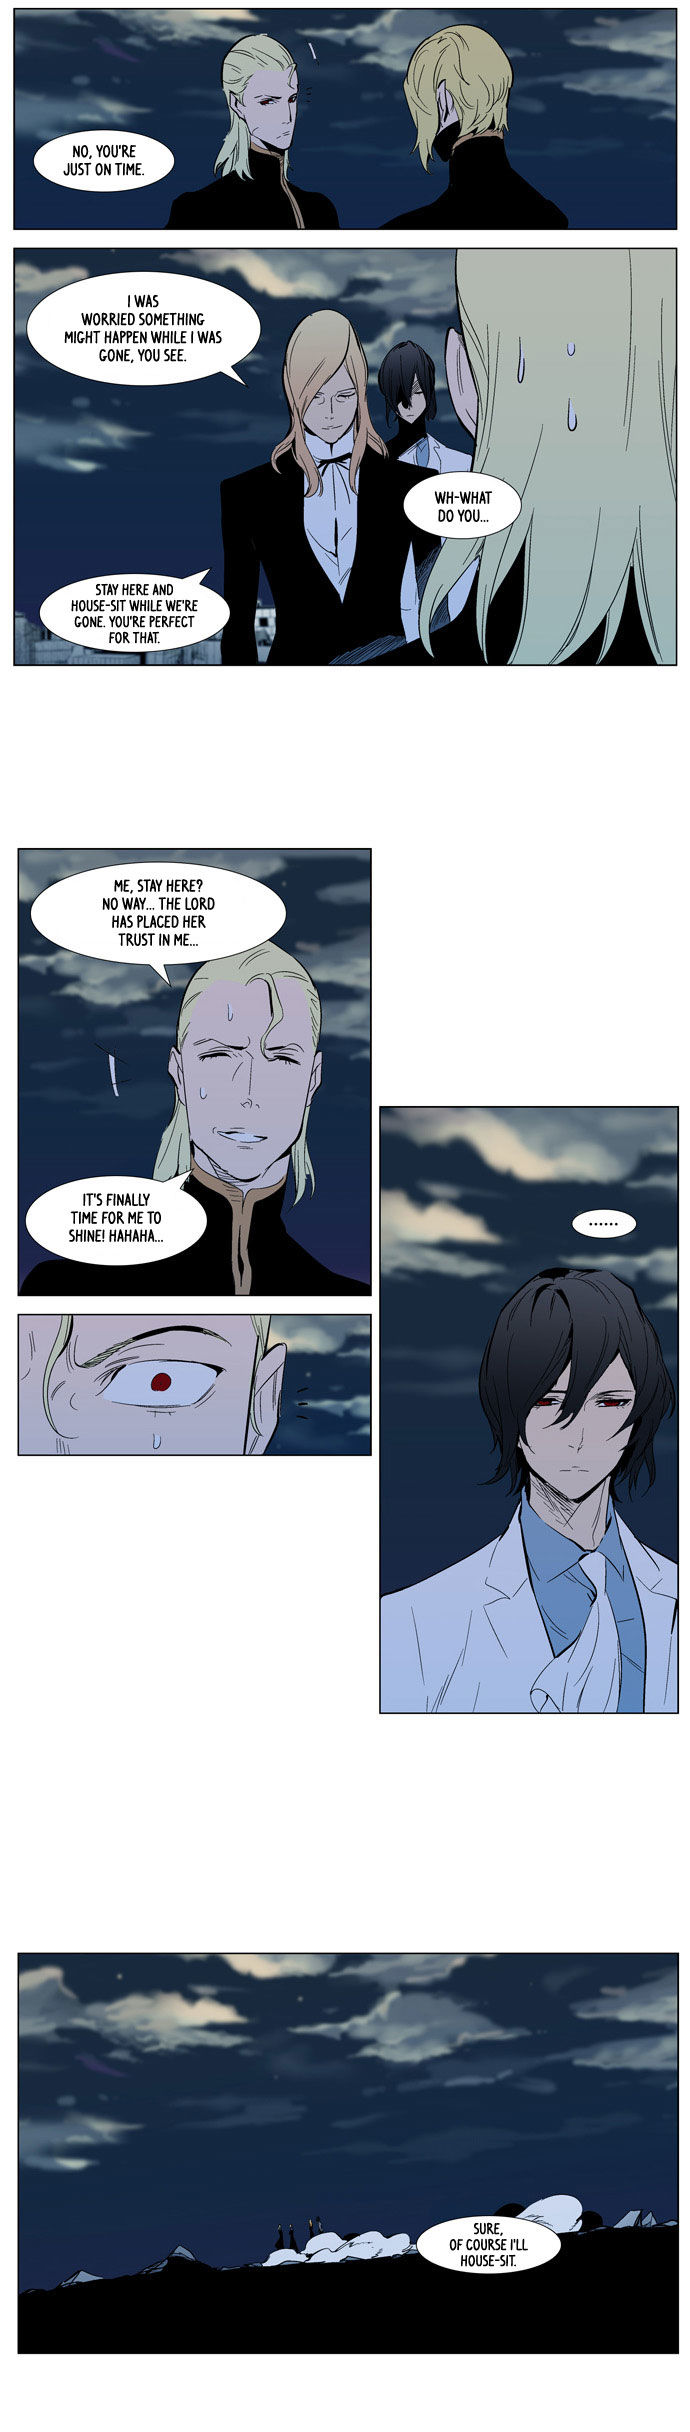 NO, YOU'RE
JUST ON TIME.
I WAS
WORRIED SOMETHING
MIGHT HAPPEN WHILE I WAS
GONE, YOU SEE.
WH-WHAT
DO YOU...
STAY HERE AND
HOUSE-SIT WHILE WE'RE
GONE. YOU'RE PERFECT
FOR THAT.
ME, STAY HERE?
NO WAY... THE LORD
HAS PLACED HER
TRUST IN ME...
IT'S FINALLY
TIME FOR ME TO
SHINE! HAHAHA...
......
SURE,
OF COURSE I'LL
HOUSE-SIT.